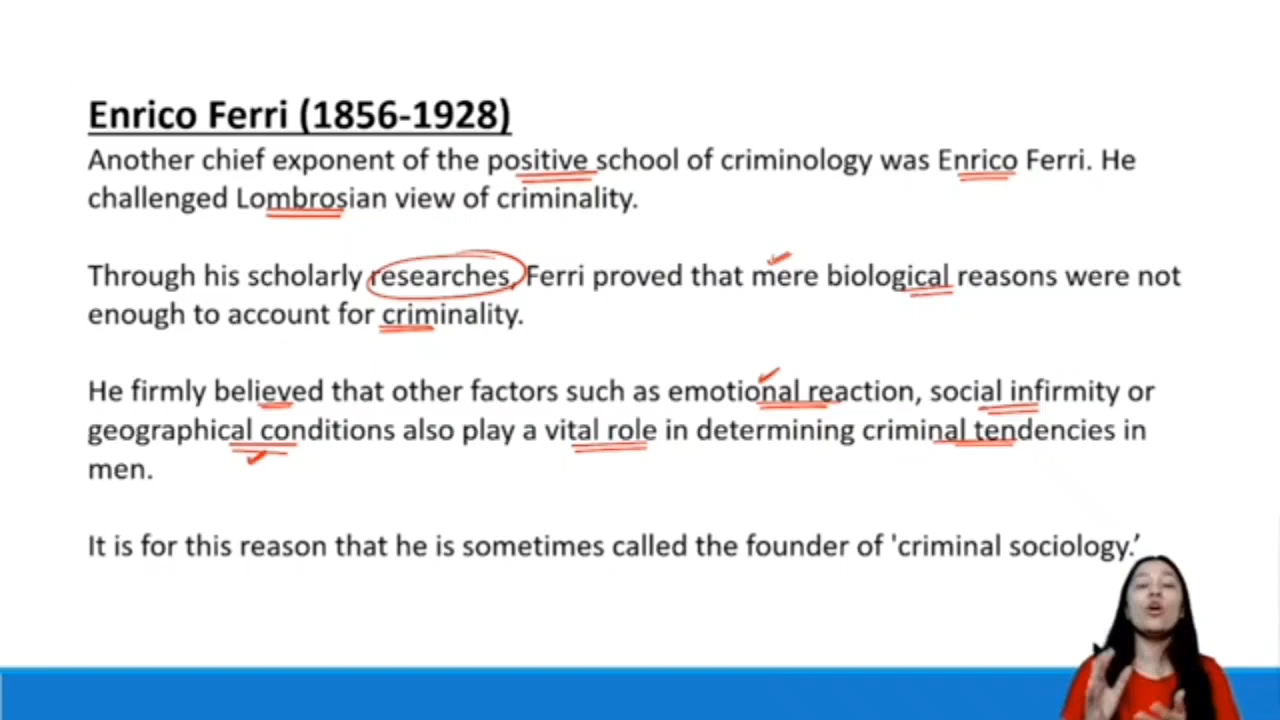 Enrico Ferri (1856-1928)
Another chief exponent of the positive school of criminology was Enrico Ferri. He
challenged Lombrosian view of criminality.
Through his scholarly researches, Ferri proved that mere biological reasons were not
enough to account for criminality.
He firmly believed that other factors such as emotional reaction, social infirmity or
geographical conditions also play a vital role in determining criminal tendencies in
men.
It is for this reason that he is sometimes called the founder of 'criminal sociology.’